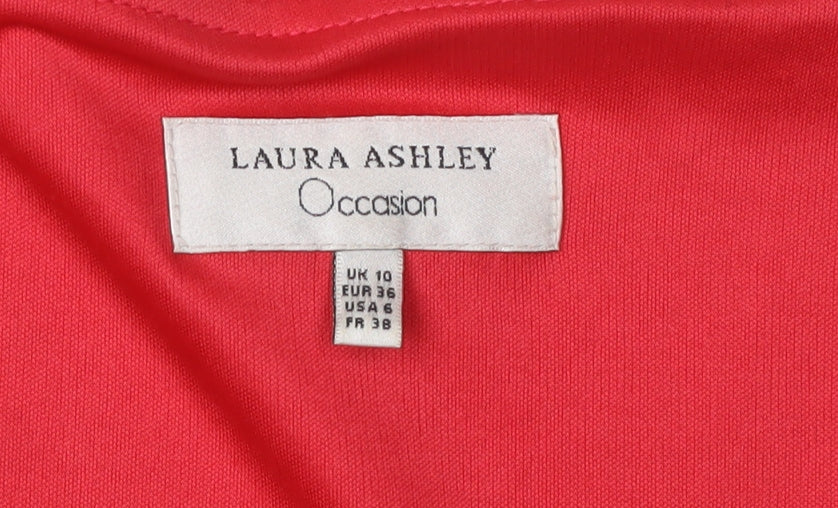 LAURA ASHLEY
Occasion
UK 10
EUR 36
USA 6
FR 38